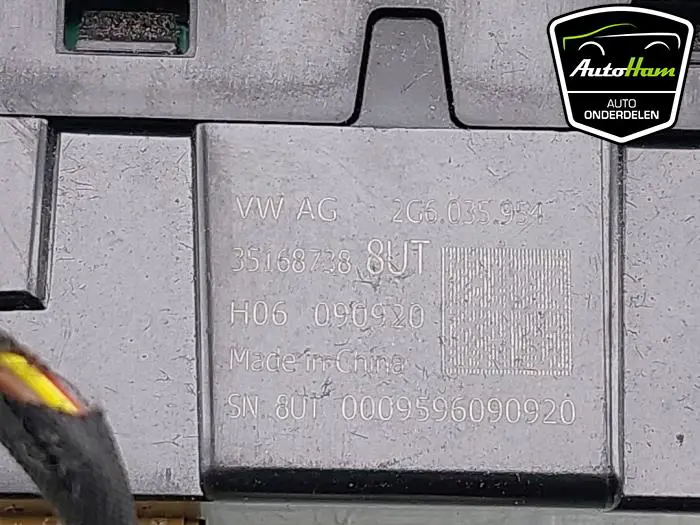 AutoHam
AUTO
ONDERDELEN
VW AG 2G6.035.954
35168738 8UT
H06 090920
Made in China
SN 8UT 0009596090920